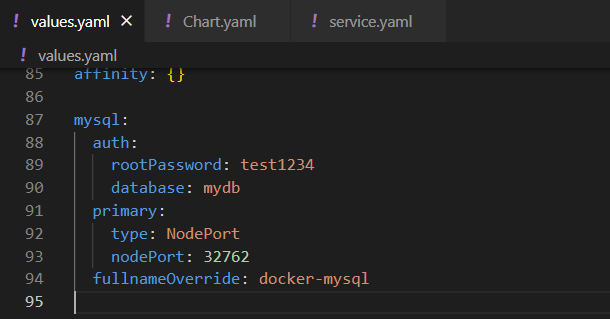 ! values.yaml × ! Chart.yaml ! service.yaml
! values.yaml
85 affinity: {}
86
87 mysql:
88 auth:
89 rootPassword: test1234
90 database: mydb
91 primary:
92 type: NodePort
93 nodePort: 32762
94 fullnameOverride: docker-mysql
95